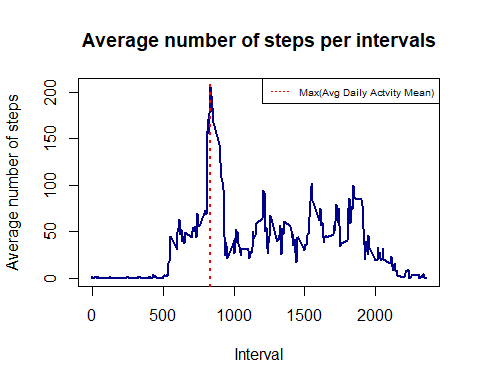 Average number of steps per intervals
Max(Avg Daily Actvity Mean)
Average number of steps
200
150
100
50
0
0 500 1000 1500 2000
Interval